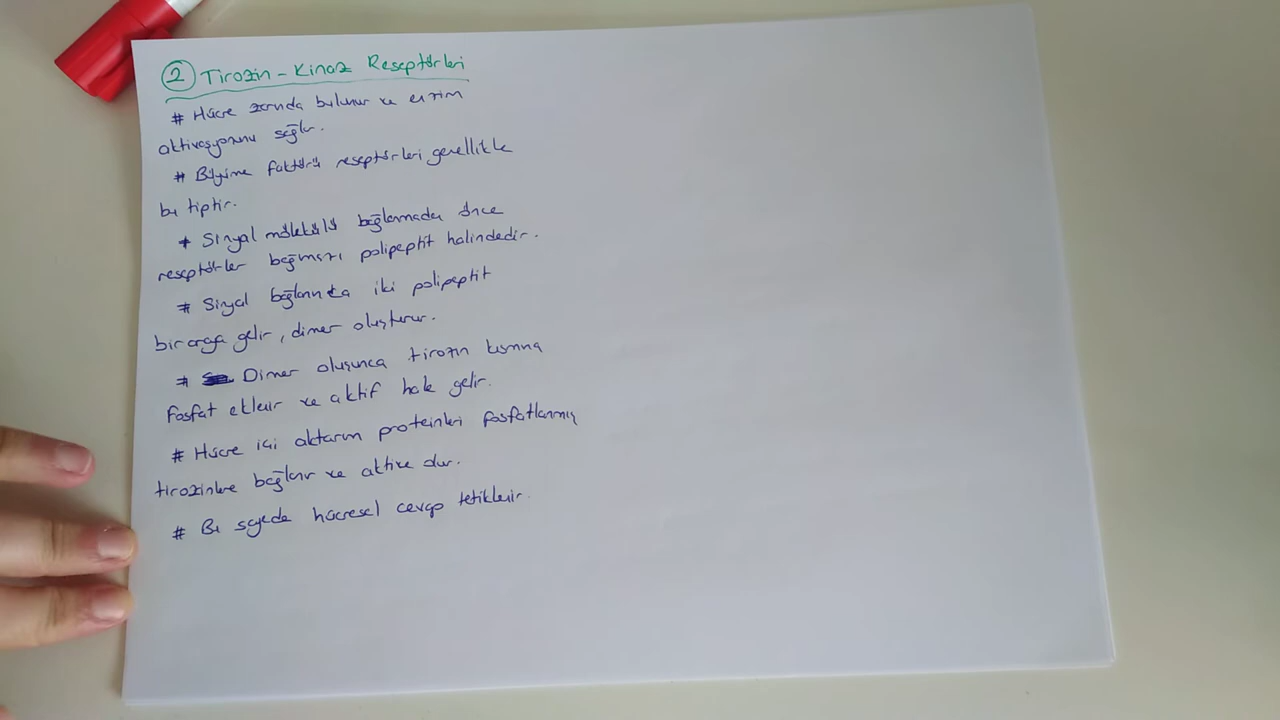 2 Tirozin - Kinaz Reseptörleri
# Hücre zarında bulunur ve enzim
aktivasyonunu sağlar.
# Büyüme faktörü reseptörleri genellikle
bu tiptir.
# Sinyal molekülü bağlanmadan önce
reseptörler bağımsız polipeptit halindedir.
# Sinyal bağlanınca iki polipeptit
bir araya gelir, dimer oluşturur.
# Dimer oluşunca tirozin kısmına
fosfat eklenir ve aktif hale gelir.
# Hücre içi aktarım proteinleri fosfatlanmış
tirozinlere bağlanır ve aktive olur.
# Bu sayede hücresel cevap tetiklenir.